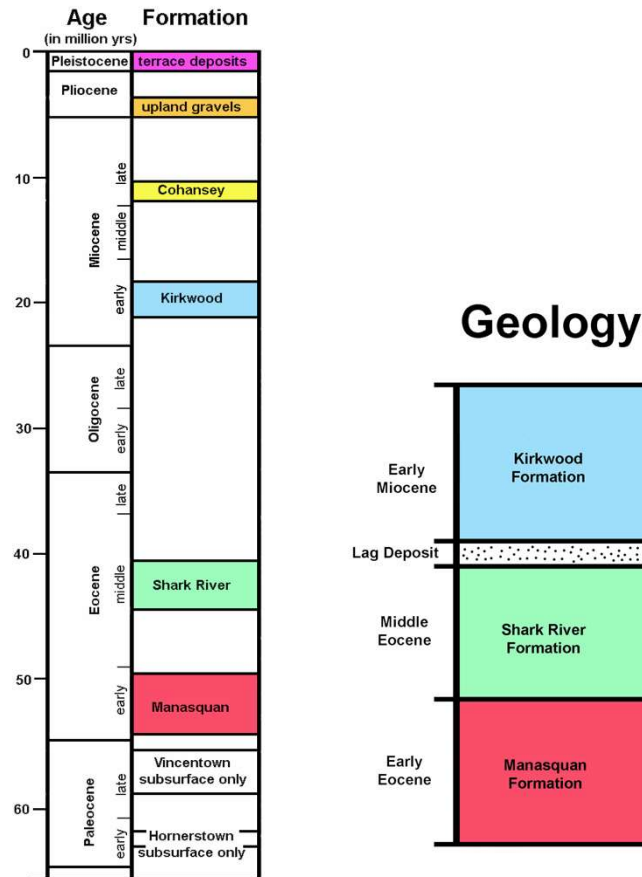 Age Formation
(in million yrs)
0
Pleistocene terrace deposits
Pliocene
upland gravels
late
10
Cohansey
Miocene
middle
early
Kirkwood
20
late
Oligocene
early
30
late
40
Eocene
middle
Shark River
50
early
Manasquan
Vincentown
subsurface only
late
Paleocene
60
early
Hornerstown
subsurface only
Geology
Early
Miocene
Kirkwood
Formation
Lag Deposit
Middle
Eocene
Shark River
Formation
Early
Eocene
Manasquan
Formation